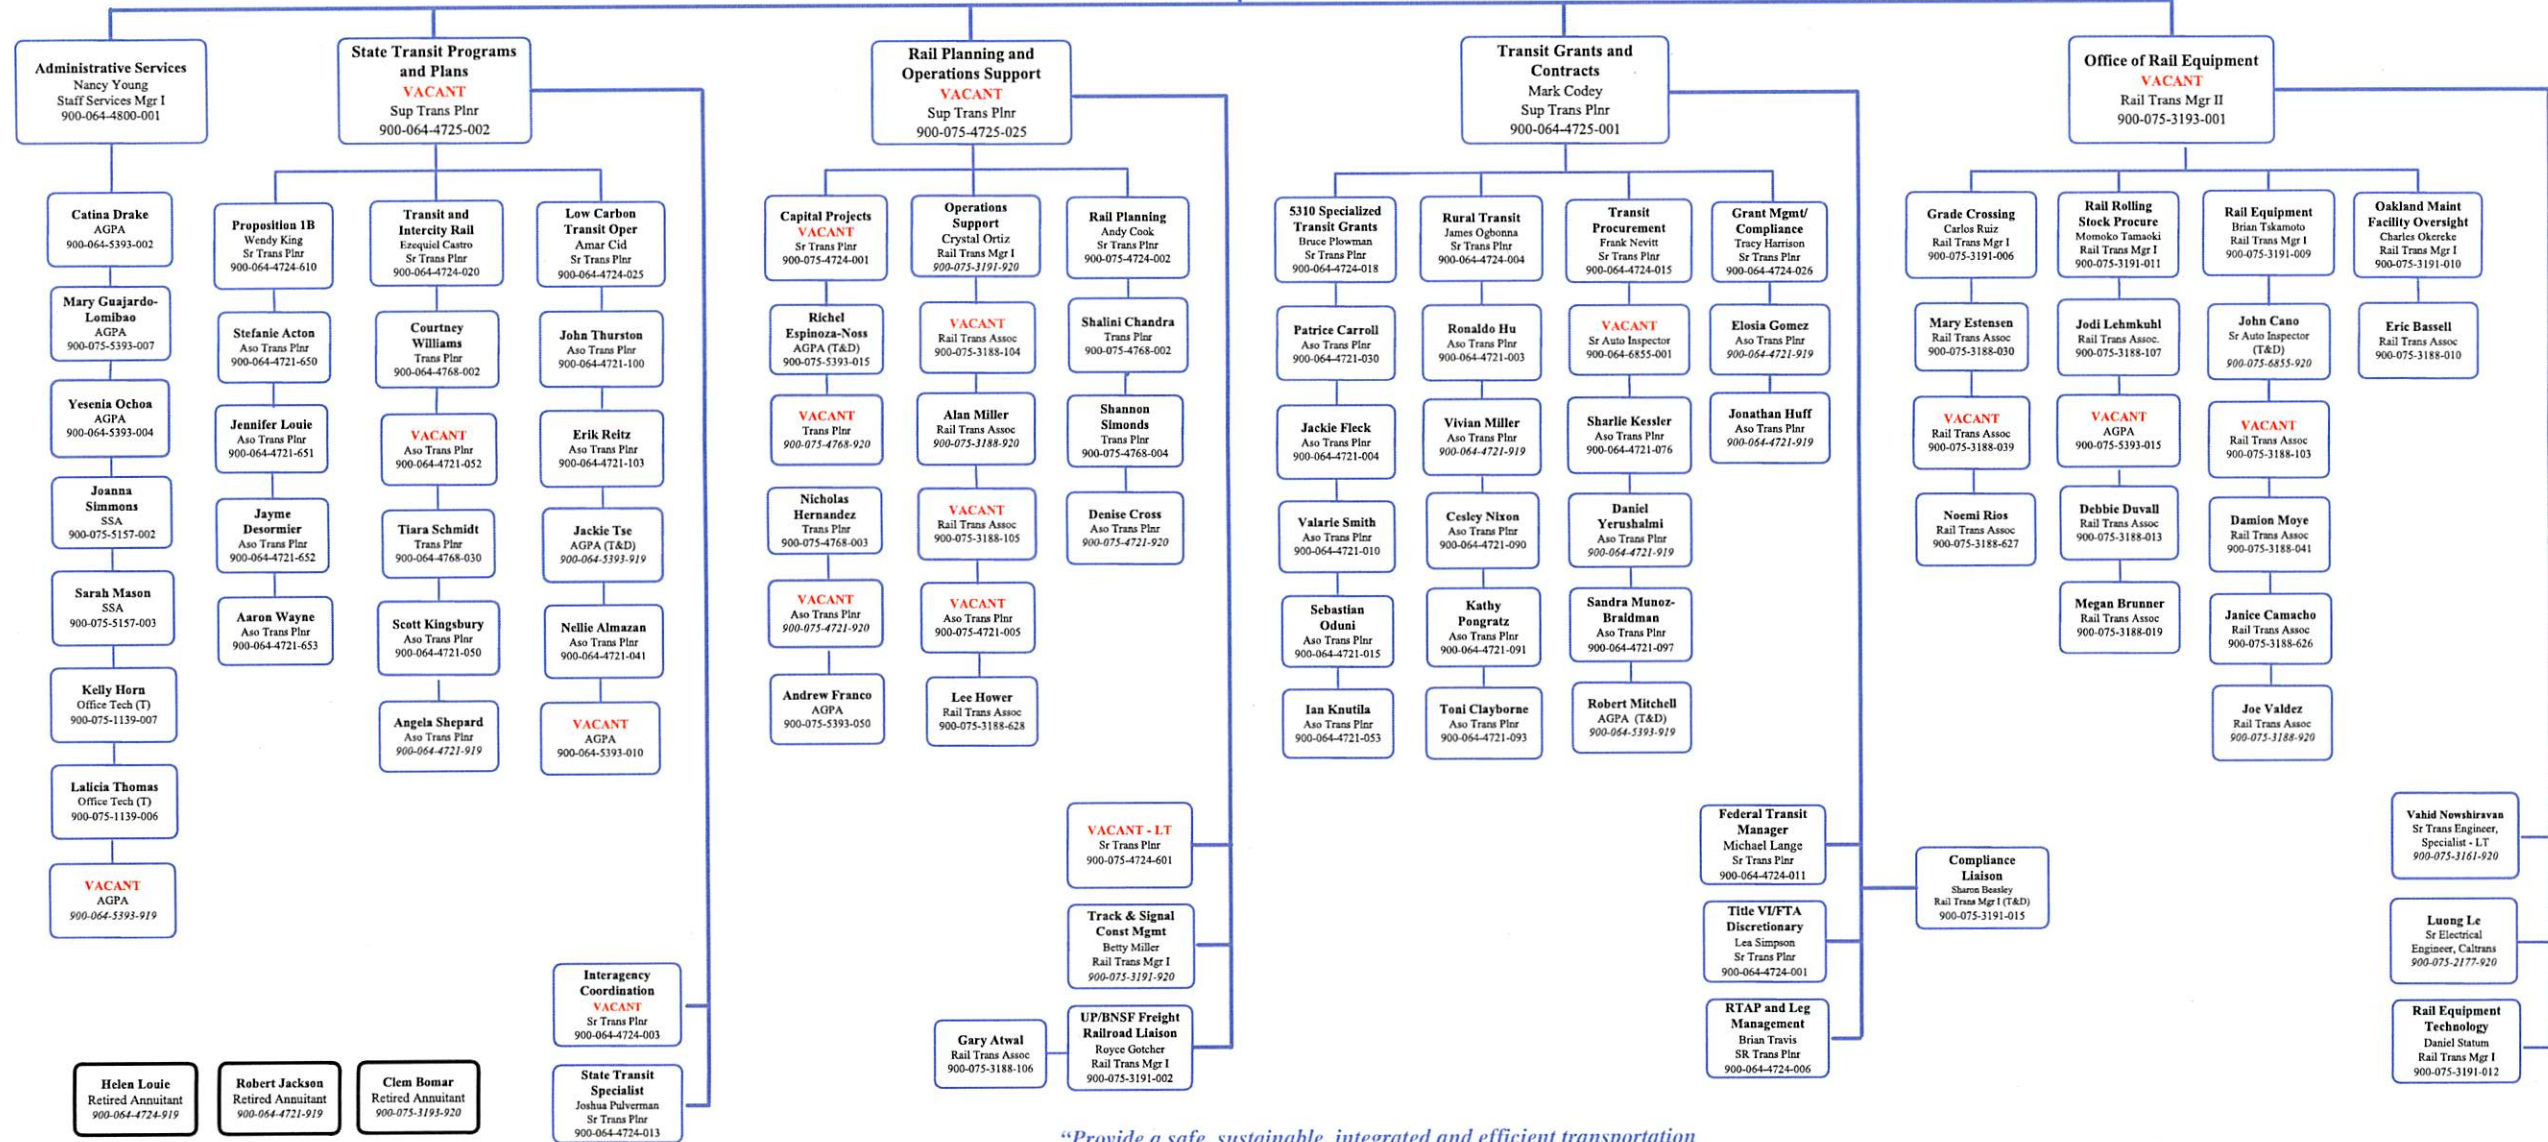 Administrative Services
Nancy Young
Staff Services Mgr I
900-064-4800-001
Catina Drake
AGPA
900-064-5393-002
Mary Guajardo-
Lomibao
AGPA
900-075-5393-007
Yesenia Ochoa
AGPA
900-064-5393-004
Joanna
Simmons
SSA
900-075-5157-002
Sarah Mason
SSA
900-075-5157-003
Kelly Horn
Office Tech (T)
900-075-1139-007
Lalicia Thomas
Office Tech (T)
900-075-1139-006
VACANT
AGPA
900-064-5393-919
State Transit Programs
and Plans
VACANT
Sup Trans Plnr
900-064-4725-002
Proposition 1B
Wendy King
Sr Trans Plnr
900-064-4724-610
Stefanie Acton
Aso Trans Plnr
900-064-4721-650
Jennifer Louie
Aso Trans Plnr
900-064-4721-651
Jayme
Desormier
Aso Trans Plnr
900-064-4721-652
Aaron Wayne
Aso Trans Plnr
900-064-4721-653
Transit and
Intercity Rail
Ezequiel Castro
Sr Trans Plnr
900-064-4724-020
Courtney
Williams
Trans Plnr
900-064-4768-002
VACANT
Aso Trans Plnr
900-064-4721-052
Tiara Schmidt
Trans Plnr
900-064-4768-030
Scott Kingsbury
Aso Trans Plnr
900-064-4721-050
Angela Shepard
Aso Trans Plnr
900-064-4721-919
Low Carbon
Transit Oper
Amar Cid
Sr Trans Plnr
900-064-4724-025
John Thurston
Aso Trans Plnr
900-064-4721-100
Erik Reitz
Aso Trans Plnr
900-064-4721-103
Jackie Tse
AGPA (T&D)
900-064-5393-919
Nellie Almazan
Aso Trans Plnr
900-064-4721-041
VACANT
AGPA
900-064-5393-010
Interagency
Coordination
VACANT
Sr Trans Plnr
900-064-4724-003
State Transit
Specialist
Joshua Pulverman
Sr Trans Plnr
900-064-4724-013
Rail Planning and
Operations Support
VACANT
Sup Trans Plnr
900-075-4725-025
Capital Projects
VACANT
Sr Trans Plnr
900-075-4724-001
Richel
Espinoza-Noss
AGPA (T&D)
900-075-5393-015
VACANT
Trans Plnr
900-075-4768-920
Nicholas
Hernandez
Trans Plnr
900-075-4768-003
VACANT
Aso Trans Plnr
900-075-4721-920
Andrew Franco
AGPA
900-075-5393-050
Operations
Support
Crystal Ortiz
Rail Trans Mgr I
900-075-3191-920
VACANT
Rail Trans Assoc
900-075-3188-104
Alan Miller
Rail Trans Assoc
900-075-3188-920
VACANT
Rail Trans Assoc
900-075-3188-105
VACANT
Aso Trans Plnr
900-075-4721-005
Lee Hower
Rail Trans Assoc
900-075-3188-628
Rail Planning
Andy Cook
Sr Trans Plnr
900-075-4724-002
Shalini Chandra
Trans Plnr
900-075-4768-002
Shannon
Simonds
Trans Plnr
900-075-4768-004
Denise Cross
Aso Trans Plnr
900-075-4721-920
VACANT - LT
Sr Trans Plnr
900-075-4724-601
Track & Signal
Const Mgmt
Betty Miller
Rail Trans Mgr I
900-075-3191-920
Gary Atwal
Rail Trans Assoc
900-075-3188-106
UP/BNSF Freight
Railroad Liaison
Royce Gotcher
Rail Trans Mgr I
900-075-3191-002
Transit Grants and
Contracts
Mark Codey
Sup Trans Plnr
900-064-4725-001
5310 Specialized
Transit Grants
Bruce Plowman
Sr Trans Plnr
900-064-4724-018
Patrice Carroll
Aso Trans Plnr
900-064-4721-030
Jackie Fleck
Aso Trans Plnr
900-064-4721-004
Valarie Smith
Aso Trans Plnr
900-064-4721-010
Sebastian
Oduni
Aso Trans Plnr
900-064-4721-015
Ian Knutila
Aso Trans Plnr
900-064-4721-053
Rural Transit
James Ogbonna
Sr Trans Plnr
900-064-4724-004
Ronaldo Hu
Aso Trans Plnr
900-064-4721-003
Vivian Miller
Aso Trans Plnr
900-064-4721-919
Cesley Nixon
Aso Trans Plnr
900-064-4721-090
Kathy
Pongratz
Aso Trans Plnr
900-064-4721-091
Toni Clayborne
Aso Trans Plnr
900-064-4721-093
Transit
Procurement
Frank Nevitt
Sr Trans Plnr
900-064-4724-015
VACANT
Sr Auto Inspector
900-064-6855-001
Sharlie Kessler
Aso Trans Plnr
900-064-4721-076
Daniel
Yerushalmi
Aso Trans Plnr
900-064-4721-919
Sandra Munoz-
Braidman
Aso Trans Plnr
900-064-4721-097
Robert Mitchell
AGPA (T&D)
900-064-5393-919
Grant Mgmt/
Compliance
Tracy Harrison
Sr Trans Plnr
900-064-4724-026
Elosia Gomez
Aso Trans Plnr
900-064-4721-919
Jonathan Huff
Aso Trans Plnr
900-064-4721-919
Federal Transit
Manager
Michael Lange
Sr Trans Plnr
900-064-4724-011
Title VI/FTA
Discretionary
Lea Simpson
Sr Trans Plnr
900-064-4724-001
RTAP and Leg
Management
Brian Travis
SR Trans Plnr
900-064-4724-006
Compliance
Liaison
Sharon Beasley
Rail Trans Mgr I (T&D)
900-075-3191-015
Office of Rail Equipment
VACANT
Rail Trans Mgr II
900-075-3193-001
Grade Crossing
Carlos Ruiz
Rail Trans Mgr I
900-075-3191-006
Mary Estensen
Rail Trans Assoc
900-075-3188-030
VACANT
Rail Trans Assoc
900-075-3188-039
Noemi Rios
Rail Trans Assoc
900-075-3188-627
Rail Rolling
Stock Procure
Momoko Tamaoki
Rail Trans Mgr I
900-075-3191-011
Jodi Lehmkuhl
Rail Trans Assoc.
900-075-3188-107
VACANT
AGPA
900-075-5393-015
Debbie Duvall
Rail Trans Assoc
900-075-3188-013
Megan Brunner
Rail Trans Assoc
900-075-3188-019
Rail Equipment
Brian Tskamoto
Rail Trans Mgr I
900-075-3191-009
John Cano
Sr Auto Inspector
(T&D)
900-075-6855-920
VACANT
Rail Trans Assoc
900-075-3188-103
Damion Moye
Rail Trans Assoc
900-075-3188-041
Janice Camacho
Rail Trans Assoc
900-075-3188-626
Joe Valdez
Rail Trans Assoc
900-075-3188-920
Oakland Maint
Facility Oversight
Charles Okereke
Rail Trans Mgr I
900-075-3191-010
Eric Bassell
Rail Trans Assoc
900-075-3188-010
Vahid Nowshiravan
Sr Trans Engineer,
Specialist - LT
900-075-3161-920
Luong Le
Sr Electrical
Engineer, Caltrans
900-075-2177-920
Rail Equipment
Technology
Daniel Statum
Rail Trans Mgr I
900-075-3191-012
Helen Louie
Retired Annuitant
900-064-4724-919
Robert Jackson
Retired Annuitant
900-064-4721-919
Clem Bomar
Retired Annuitant
900-075-3193-920
“Provide a safe, sustainable, integrated and efficient transportation